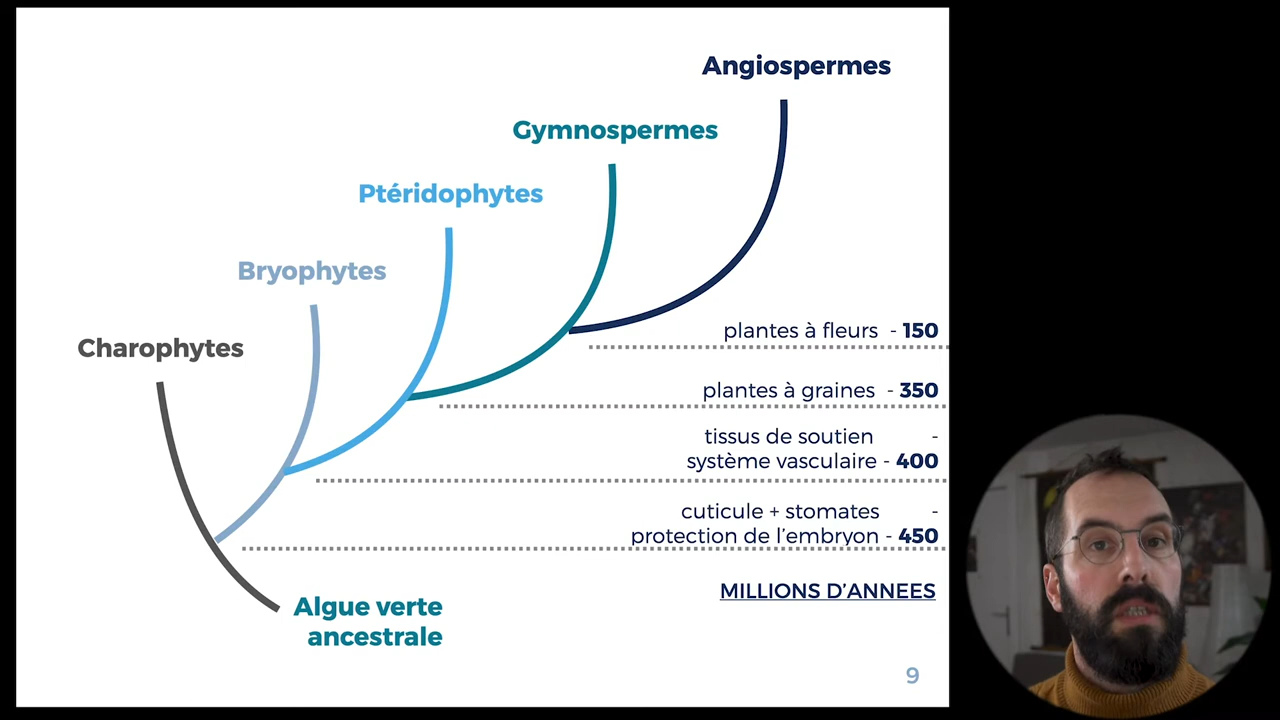 Angiospermes
Gymnospermes
Ptéridophytes
Bryophytes
Charophytes
plantes à fleurs - 150
plantes à graines - 350
tissus de soutien -
système vasculaire - 400
cuticule + stomates -
protection de l'embryon - 450
MILLIONS D'ANNEES
Algue verte
ancestrale
9